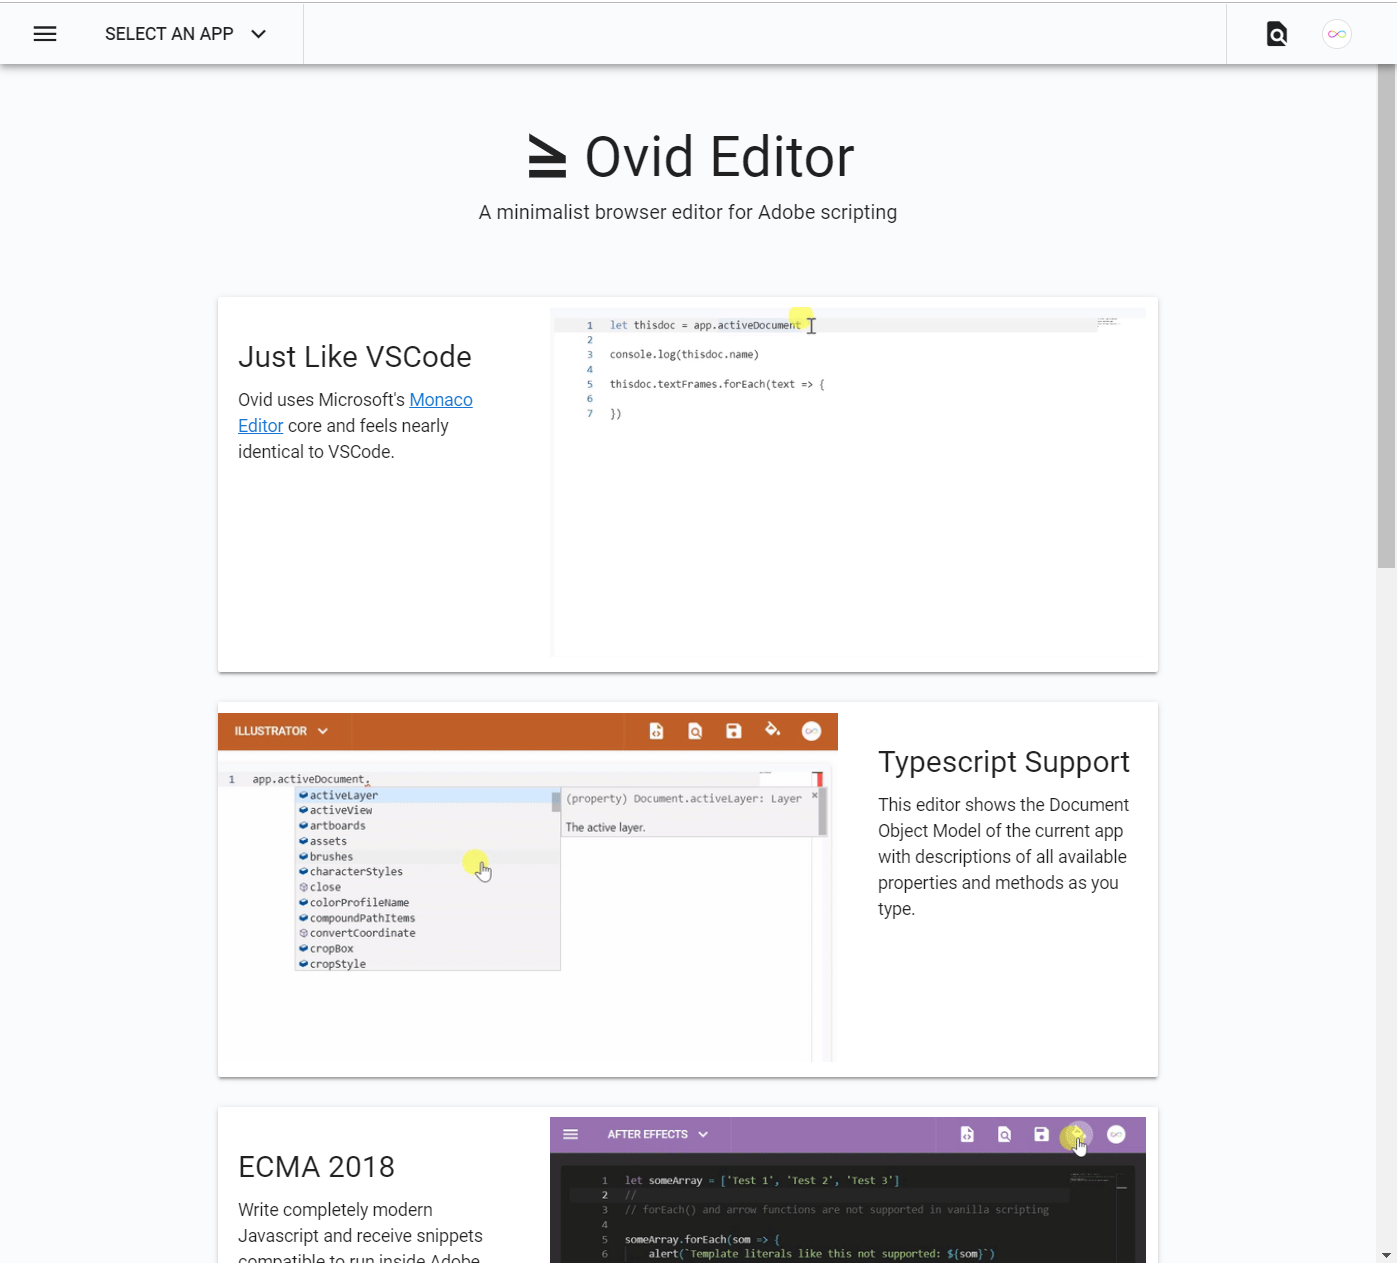 SELECT AN APP
≥ Ovid Editor
A minimalist browser editor for Adobe scripting
Just Like VSCode
Ovid uses Microsoft's Monaco
Editor core and feels nearly
identical to VSCode.
1 let thisdoc = app.activeDocument
2
3 console.log(thisdoc.name)
4
5 thisdoc.textFrames.forEach(text => {
6
7 })
ILLUSTRATOR
1 app.activeDocument.
activeLayer
activeView
artboards
assets
brushes
characterStyles
close
colorProfileName
compoundPathItems
convertCoordinate
cropBox
cropStyle
(property) Document.activeLayer: Layer
The active layer.
Typescript Support
This editor shows the Document
Object Model of the current app
with descriptions of all available
properties and methods as you
type.
ECMA 2018
Write completely modern
Javascript and receive snippets
compatible to run inside Adobe
AFTER EFFECTS
1 let someArray = ['Test 1', 'Test 2', 'Test 3']
2 //
3 // forEach() and arrow functions are not supported in vanilla scripting
4
5 someArray.forEach(som => {
6 alert(`Template literals like this not supported: ${som}`)